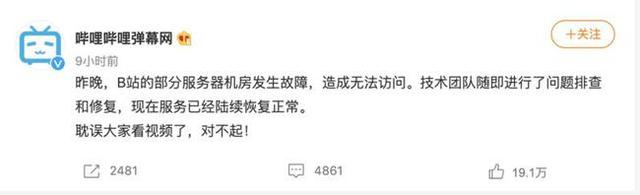 哔哩哔哩弹幕网
+关注
9小时前
昨晚，B站的部分服务器机房发生故障，造成无法访问。技术团队随即进行了问题排查
和修复，现在服务已经陆续恢复正常。
耽误大家看视频了，对不起！
2481
4861
19.1万